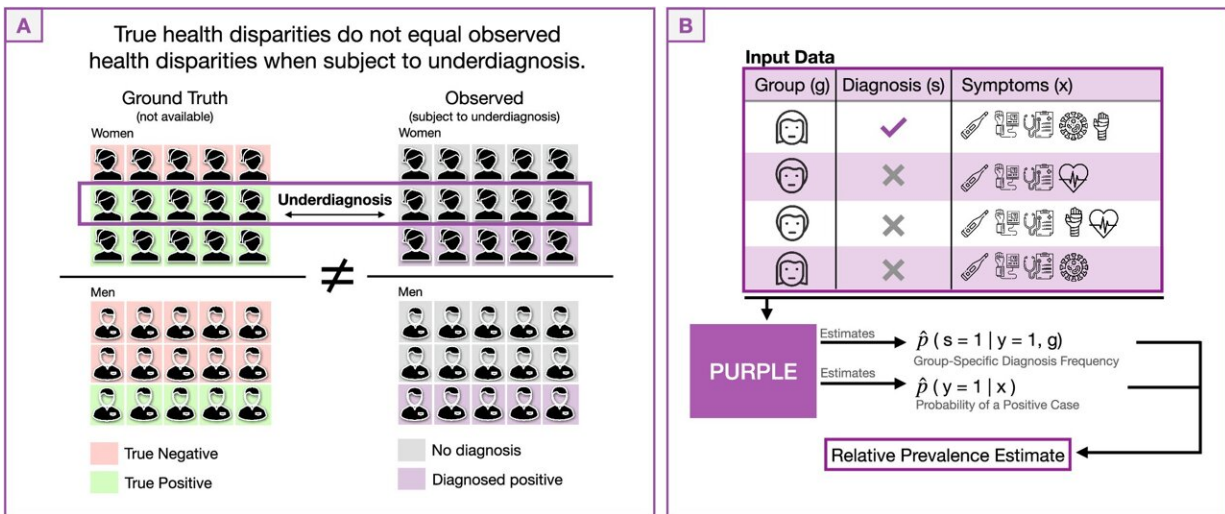 A
True health disparities do not equal observed
health disparities when subject to underdiagnosis.
Ground Truth
(not available)
Women
Observed
(subject to underdiagnosis)
Women
Underdiagnosis
≠
Men
Men
True Negative
True Positive
No diagnosis
Diagnosed positive
B
Input Data
Group (g) Diagnosis (s) Symptoms (x)
PURPLE
Estimates
p̂ ( s = 1 | y = 1, g)
Group-Specific Diagnosis Frequency
Estimates
p̂ ( y = 1 | x )
Probability of a Positive Case
Relative Prevalence Estimate